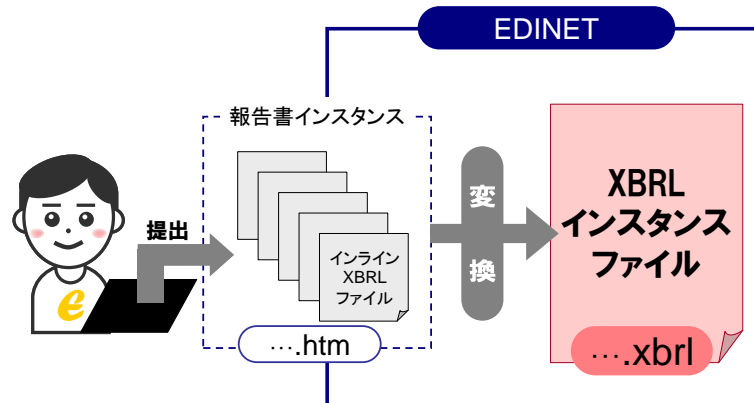 EDINET
報告書インスタンス
提出
e
インライン
XBRL
ファイル
….htm
変
換
XBRL
インスタンス
ファイル
….xbrl